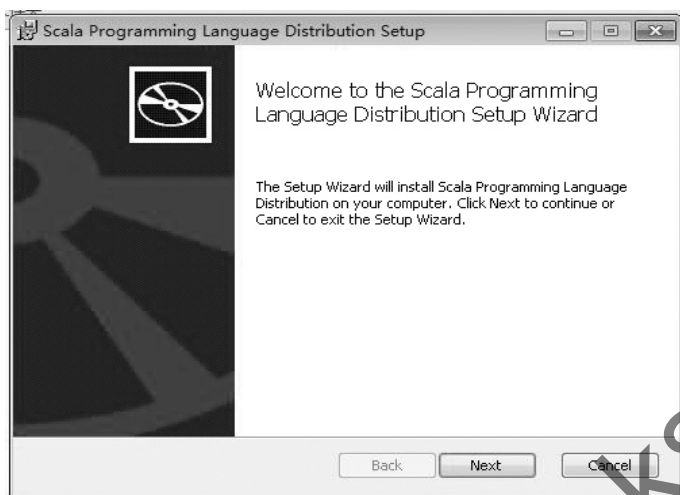 Scala Programming Language Distribution Setup
Welcome to the Scala Programming
Language Distribution Setup Wizard
The Setup Wizard will install Scala Programming Language
Distribution on your computer. Click Next to continue or
Cancel to exit the Setup Wizard.
Back Next Cancel